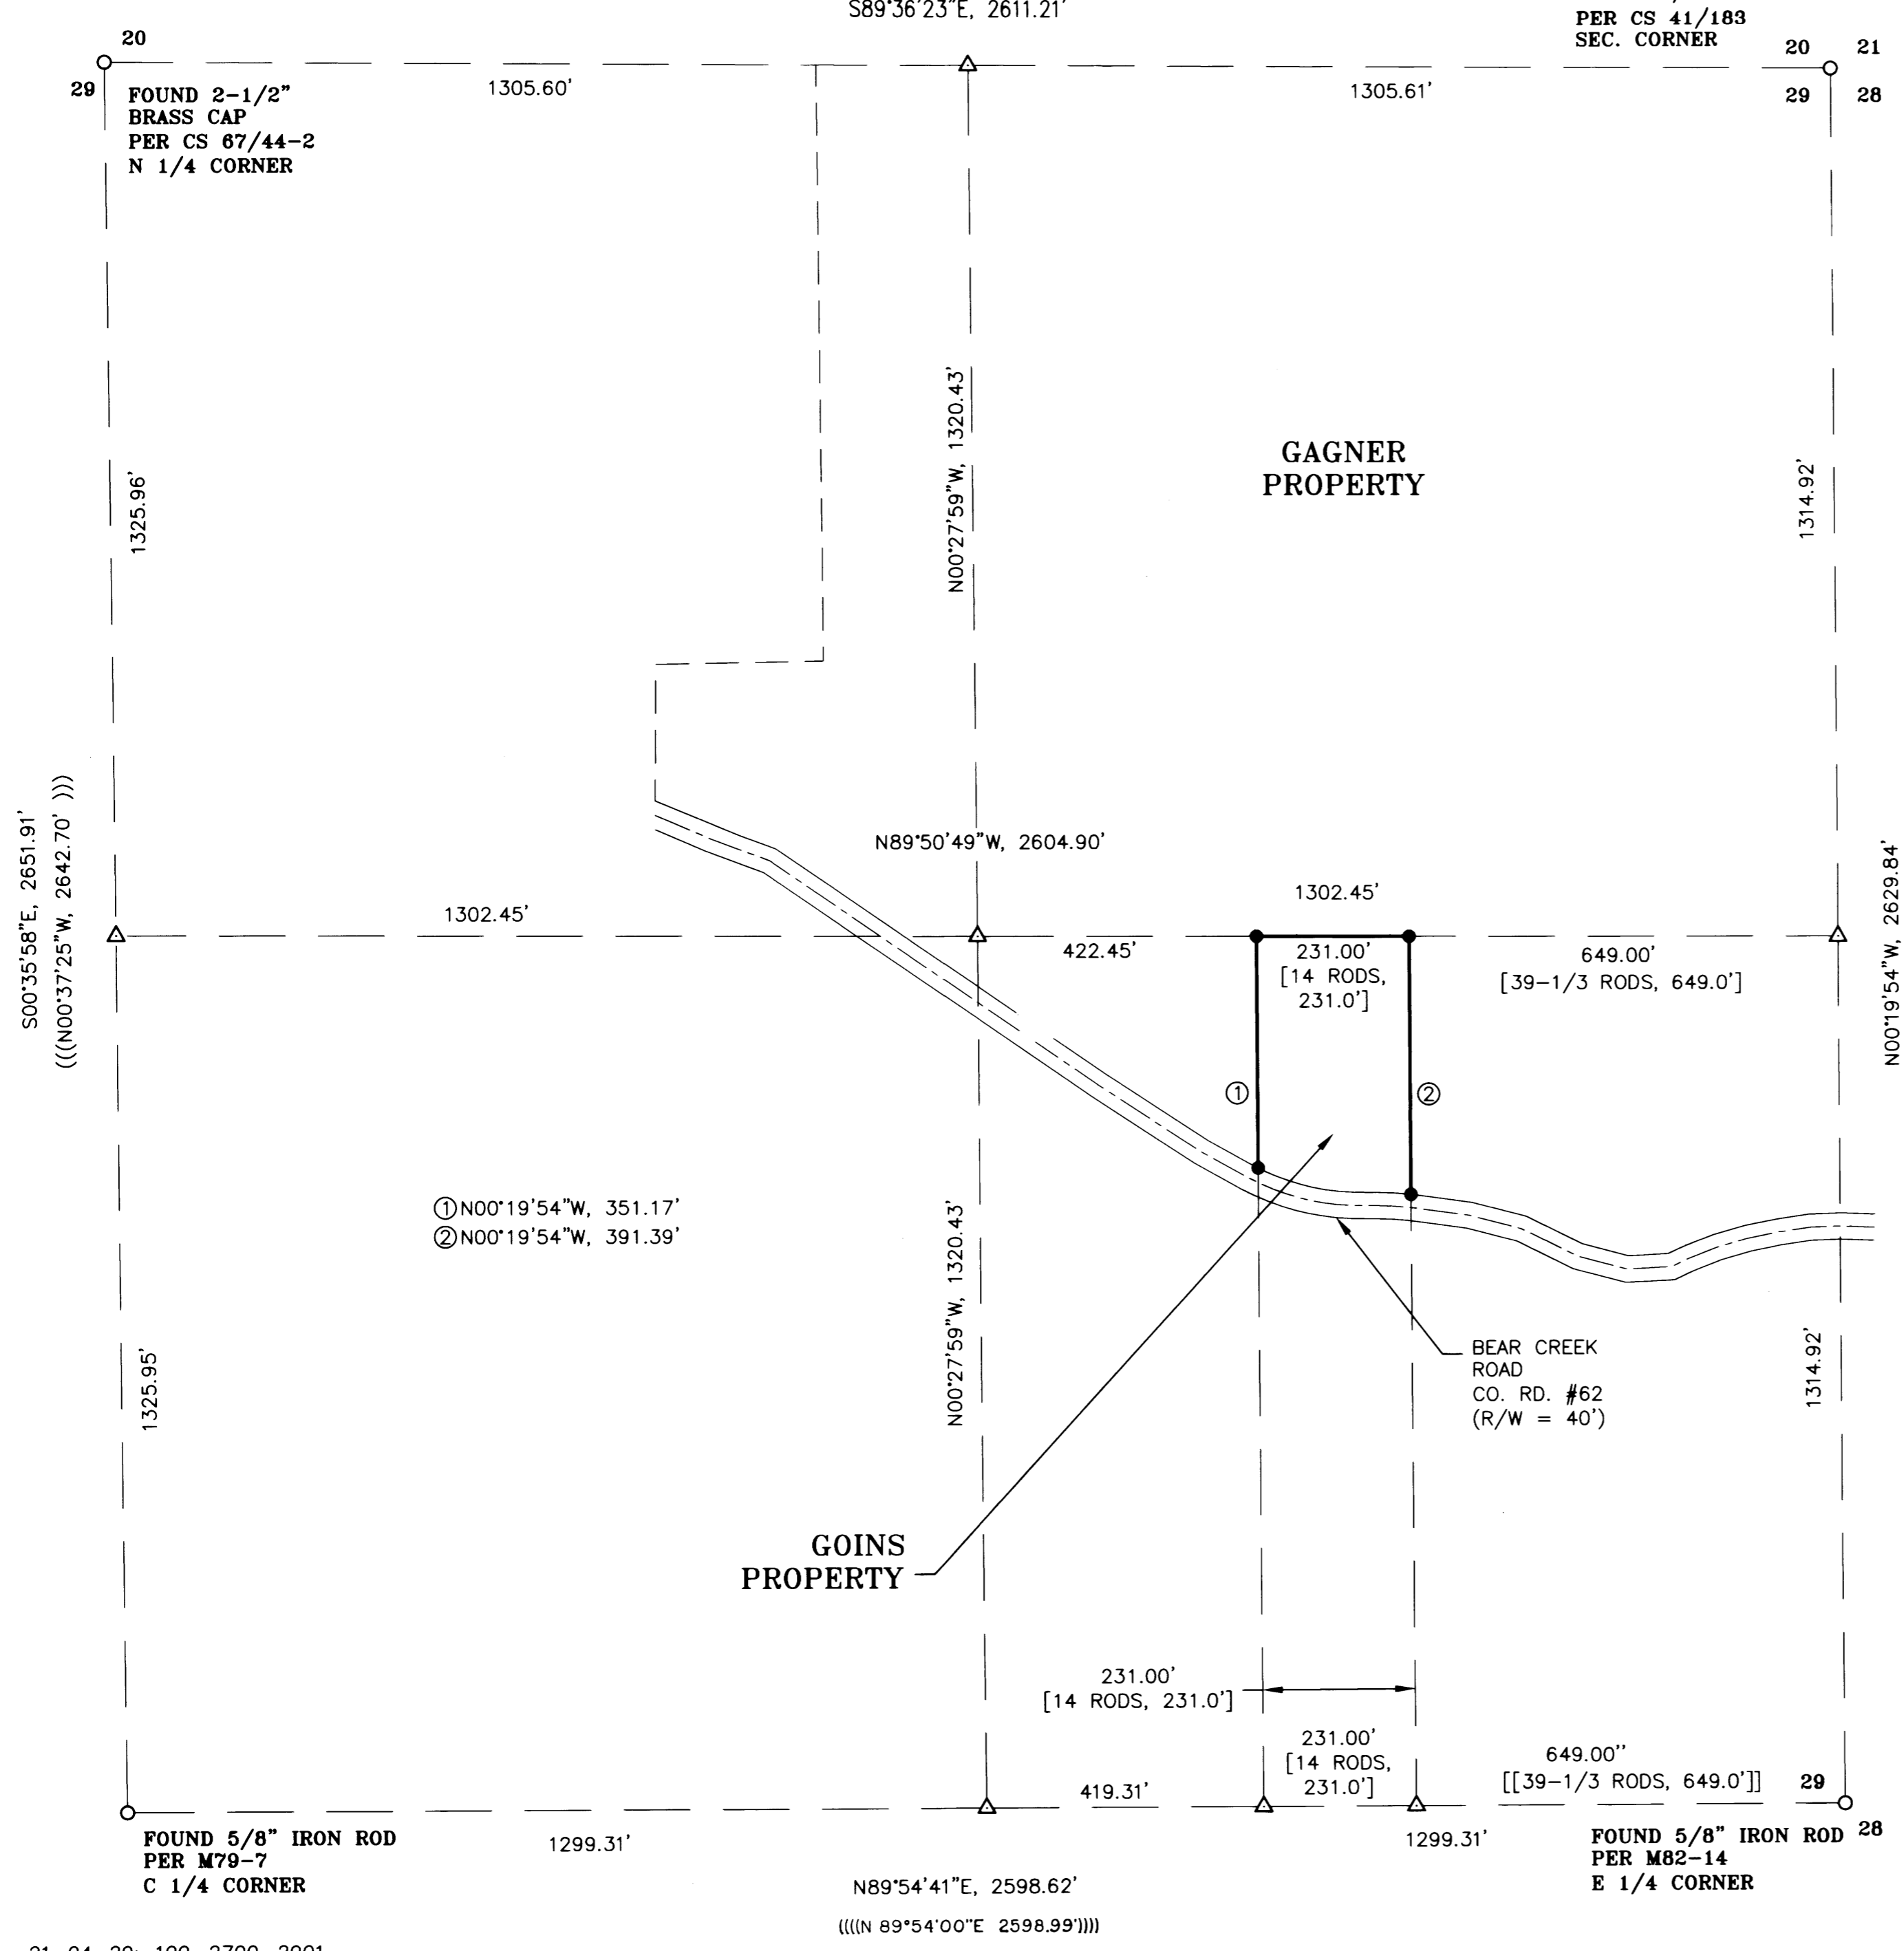 S89°36'23"E, 2611.21'
PER CS 41/183
SEC. CORNER
20
20
21
29
29
28
FOUND 2-1/2"
BRASS CAP
PER CS 67/44-2
N 1/4 CORNER
1305.60'
1305.61'
1325.96'
N00°27'59"W, 1320.43'
GAGNER
PROPERTY
1314.92'
S00°35'58"E, 2651.91'
(((N00°37'25"W, 2642.70' )))
N89°50'49"W, 2604.90'
N00°19'54"W, 2629.84'
1302.45'
1302.45'
422.45'
231.00'
[14 RODS,
231.0']
649.00'
[39-1/3 RODS, 649.0']
①
②
①N00°19'54"W, 351.17'
②N00°19'54"W, 391.39'
N00°27'59"W, 1320.43'
1325.95'
1314.92'
BEAR CREEK
ROAD
CO. RD. #62
(R/W = 40')
GOINS
PROPERTY
231.00'
[14 RODS, 231.0']
231.00'
[14 RODS,
231.0']
649.00''
[[39-1/3 RODS, 649.0']]
29
419.31'
FOUND 5/8" IRON ROD
PER M79-7
C 1/4 CORNER
1299.31'
1299.31'
FOUND 5/8" IRON ROD
PER M82-14
E 1/4 CORNER
28
N89°54'41"E, 2598.62'
((((N 89°54'00"E 2598.99'))))